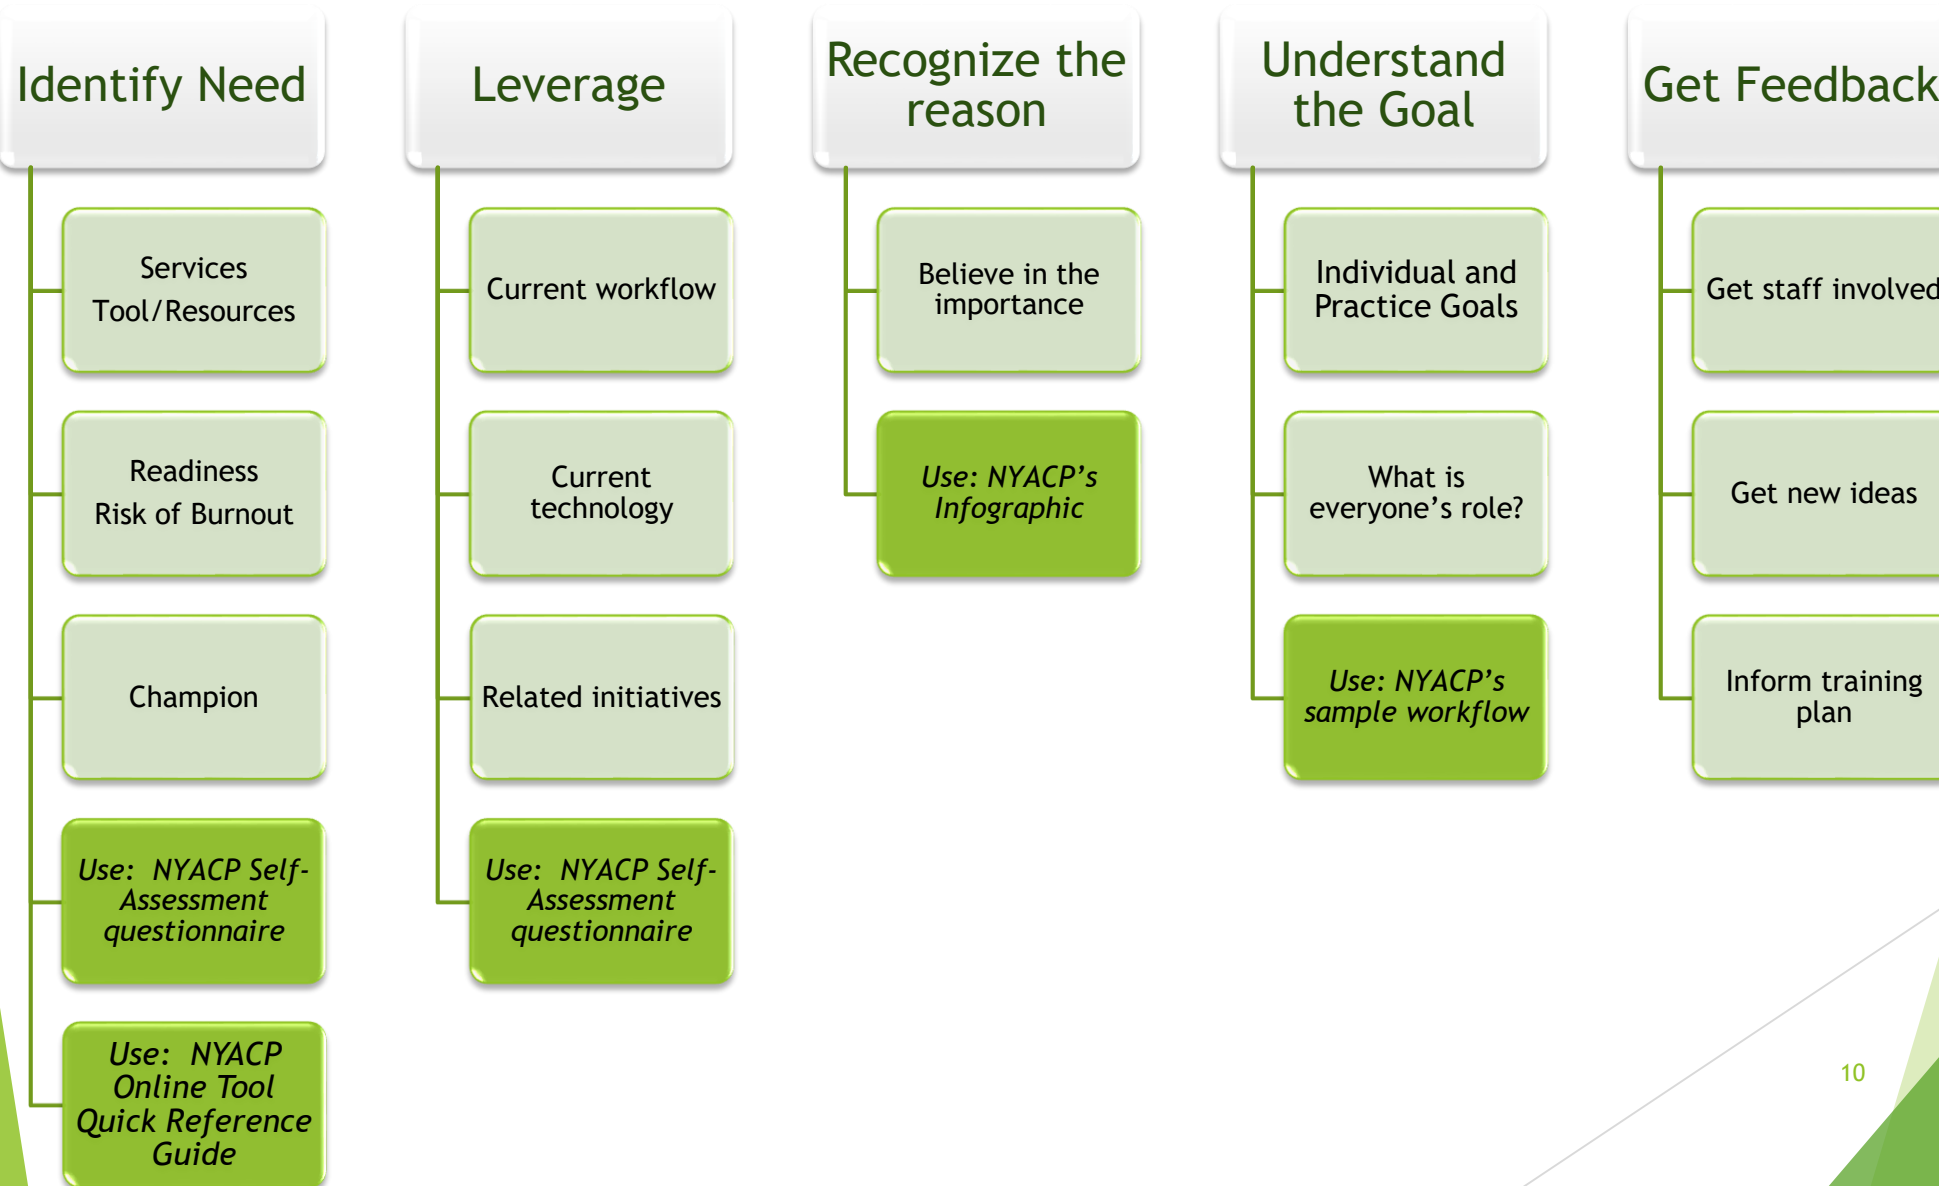 Identify Need
Services
Tool/Resources
Readiness
Risk of Burnout
Champion
Use:  NYACP Self-
Assessment
questionnaire
Use:  NYACP
Online Tool
Quick Reference
Guide
Leverage
Current workflow
Current
technology
Related initiatives
Use:  NYACP Self-
Assessment
questionnaire
Recognize the
reason
Believe in the
importance
Use: NYACP’s
Infographic
Understand
the Goal
Individual and
Practice Goals
What is
everyone’s role?
Use: NYACP’s
sample workflow
Get Feedback
Get staff involved
Get new ideas
Inform training
plan
10